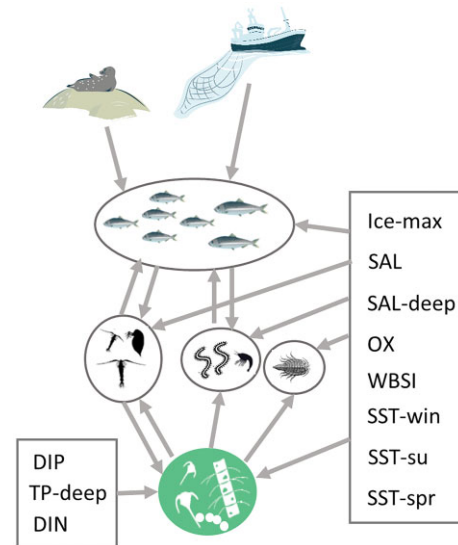 Ice-max
SAL
SAL-deep
OX
WBSI
SST-win
SST-su
SST-spr
DIP
TP-deep
DIN